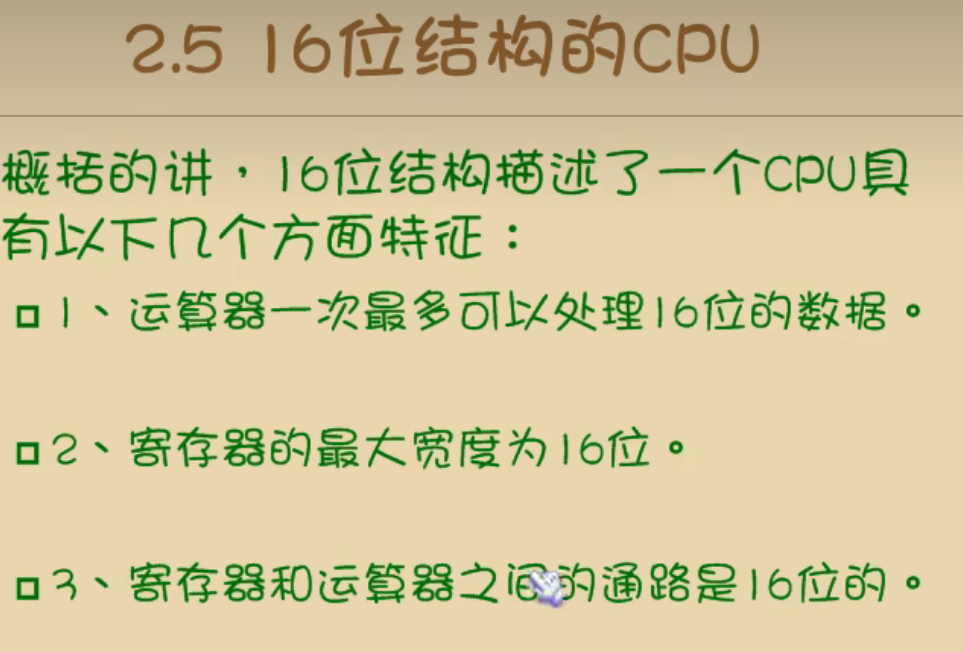 2.5 16位结构的CPU
概括的讲，16位结构描述了一个CPU具
有以下几个方面特征：
1、运算器一次最多可以处理16位的数据。
2、寄存器的最大宽度为16位。
3、寄存器和运算器之间的通路是16位的。